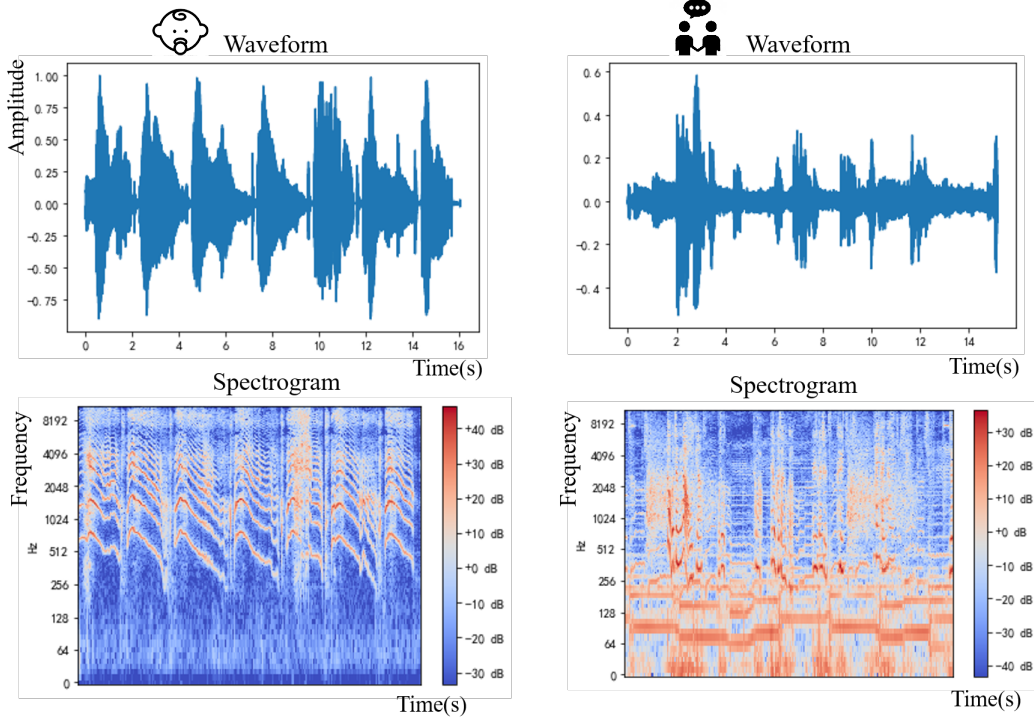 Waveform
Amplitude
1.00
0.75
0.50
0.25
0.00
−0.25
−0.50
−0.75
0 2 4 6 8 10 12 14 16
Time(s)
Waveform
0.6
0.4
0.2
0.0
−0.2
−0.4
0 2 4 6 8 10 12 14
Time(s)
Spectrogram
Frequency
Hz
8192
4096
2048
1024
512
256
128
64
0
+40 dB
+30 dB
+20 dB
+10 dB
+0 dB
−10 dB
−20 dB
−30 dB
Time(s)
Spectrogram
Frequency
Hz
8192
4096
2048
1024
512
256
128
64
0
+30 dB
+20 dB
+10 dB
+0 dB
−10 dB
−20 dB
−30 dB
−40 dB
Time(s)